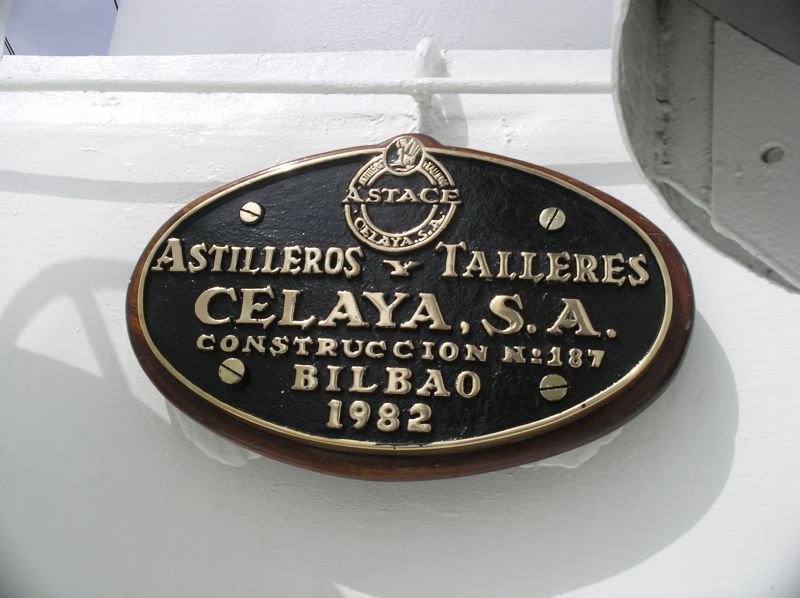 ASTACE
CELAYA, S.A.
ASTILLEROS Y TALLERES
CELAYA, S.A.
CONSTRUCCION Nº 187
BILBAO
1982